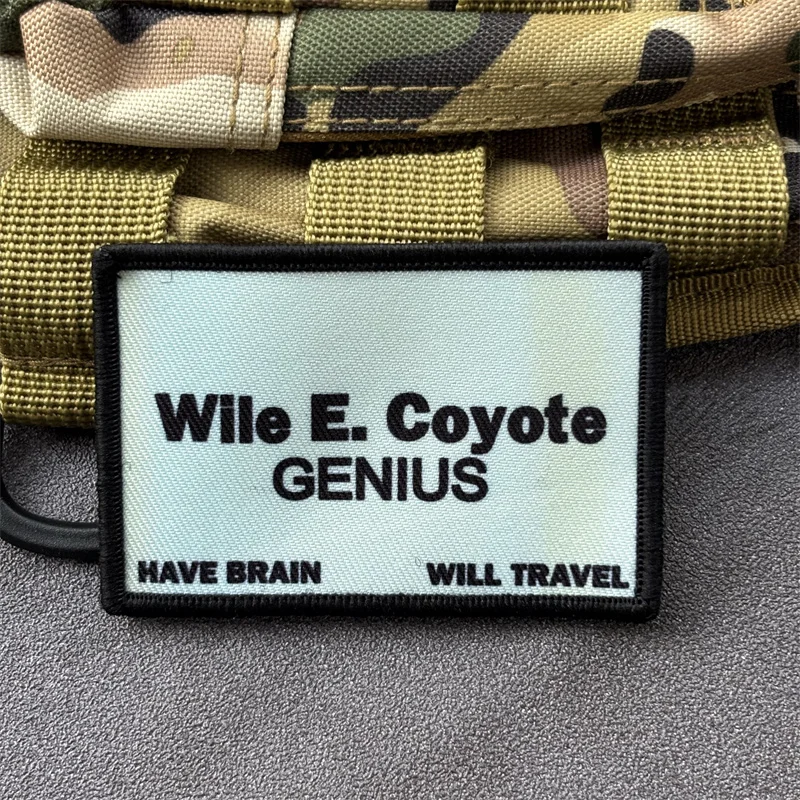 Wile E. Coyote
GENIUS
HAVE BRAIN WILL TRAVEL